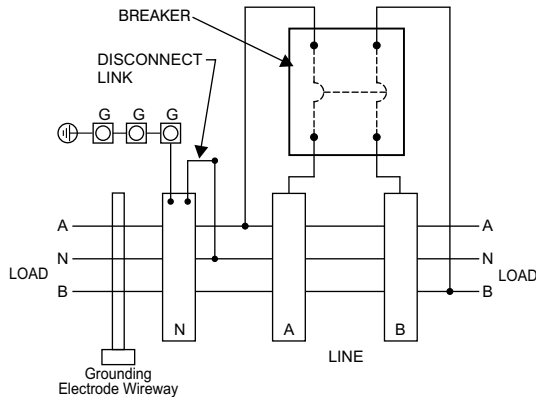 BREAKER
DISCONNECT
LINK
G G G
A A
N N
LOAD LOAD
B B
N A B
LINE
Grounding
Electrode Wireway